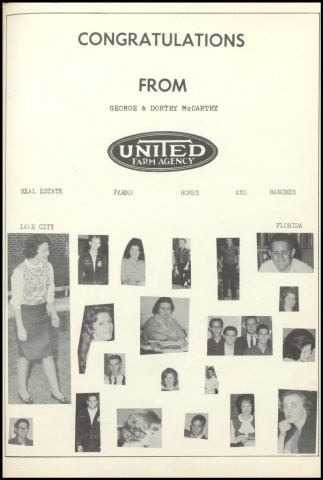 CONGRATULATIONS
FROM
GEORGE & DORTHY McCARTHY
UNITED
FARM AGENCY
REAL ESTATE FARMS HOMES AND RANCHES
LAKE CITY FLORIDA